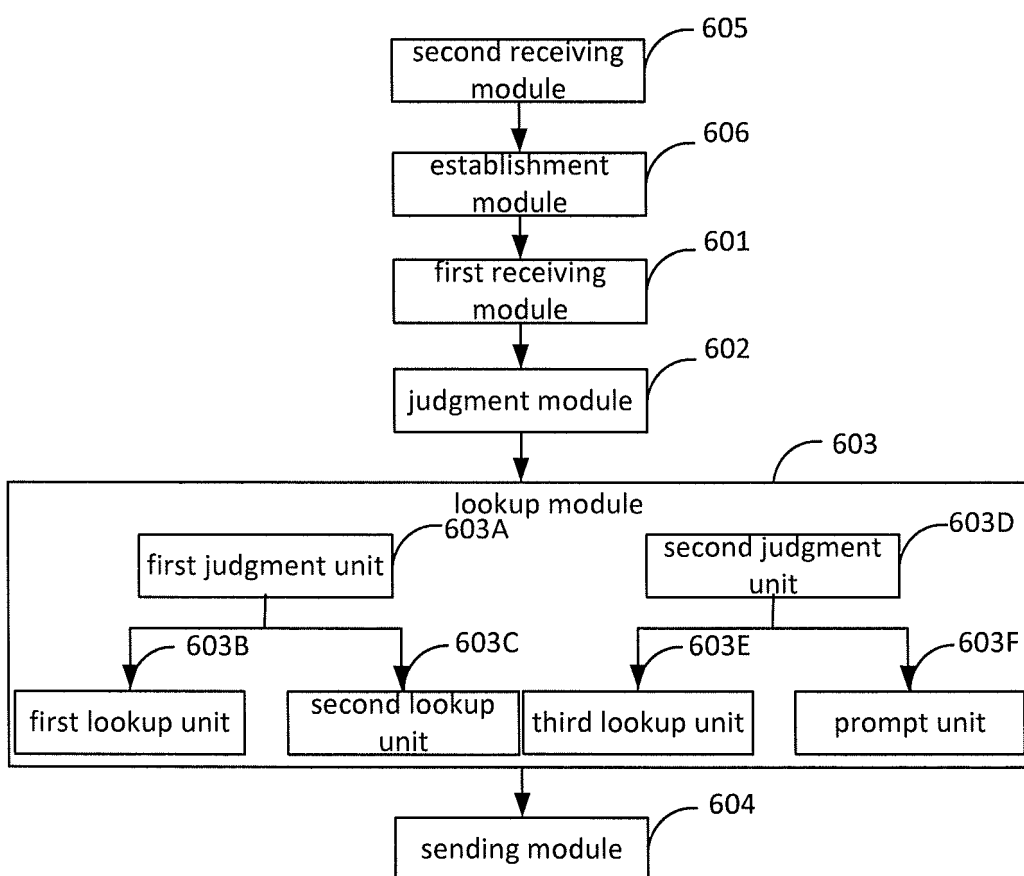 605
second receiving
module
606
establishment
module
601
first receiving
module
602
judgment module
603
lookup module
603A
first judgment unit
603D
second judgment
unit
603B
603C
603E
603F
first lookup unit
second lookup
unit
third lookup unit
prompt unit
604
sending module